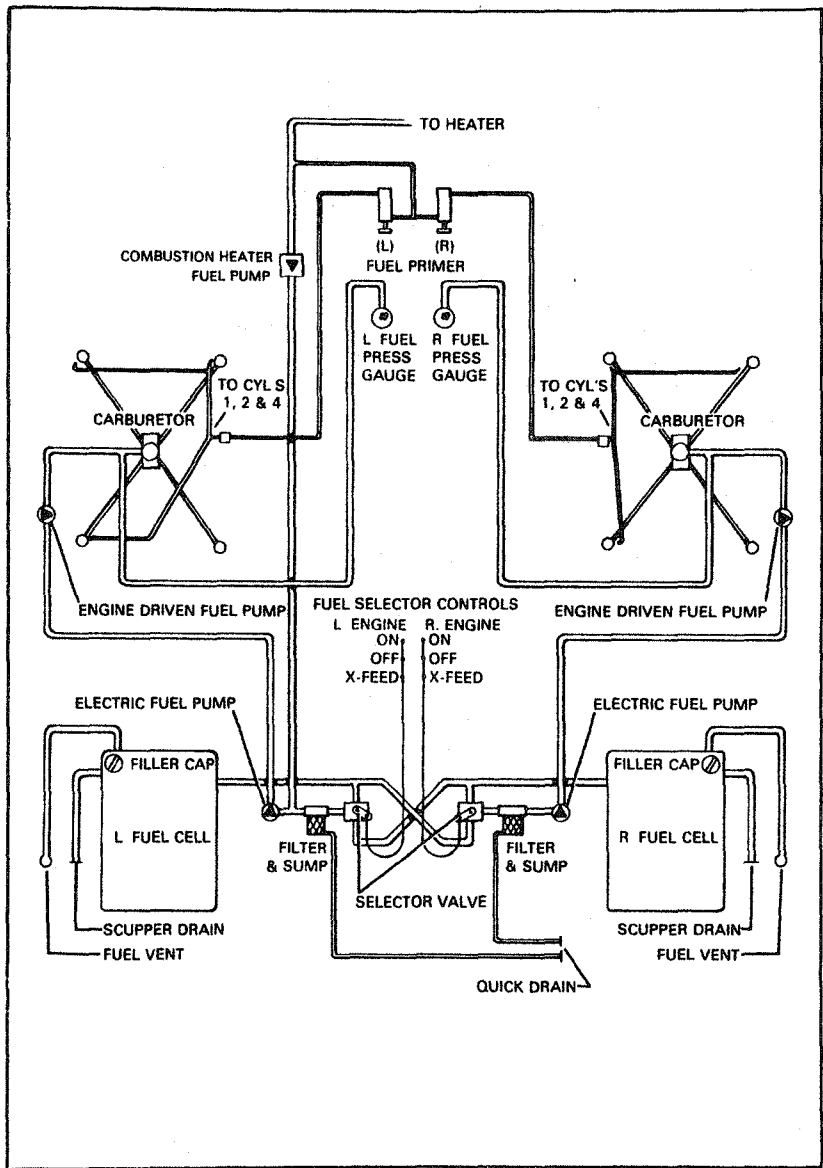 TO HEATER
(L)
(R)
FUEL PRIMER
COMBUSTION HEATER
FUEL PUMP
L FUEL
PRESS
GAUGE
R FUEL
PRESS
GAUGE
TO CYL S
1, 2 & 4
CARBURETOR
TO CYL'S
1, 2 & 4
CARBURETOR
ENGINE DRIVEN FUEL PUMP
FUEL SELECTOR CONTROLS
L ENGINE R. ENGINE
ON ON
OFF OFF
X-FEED X-FEED
ENGINE DRIVEN FUEL PUMP
ELECTRIC FUEL PUMP
ELECTRIC FUEL PUMP
FILLER CAP
FILLER CAP
L FUEL CELL
R FUEL CELL
FILTER
& SUMP
FILTER
& SUMP
SELECTOR VALVE
SCUPPER DRAIN
FUEL VENT
SCUPPER DRAIN
FUEL VENT
QUICK DRAIN